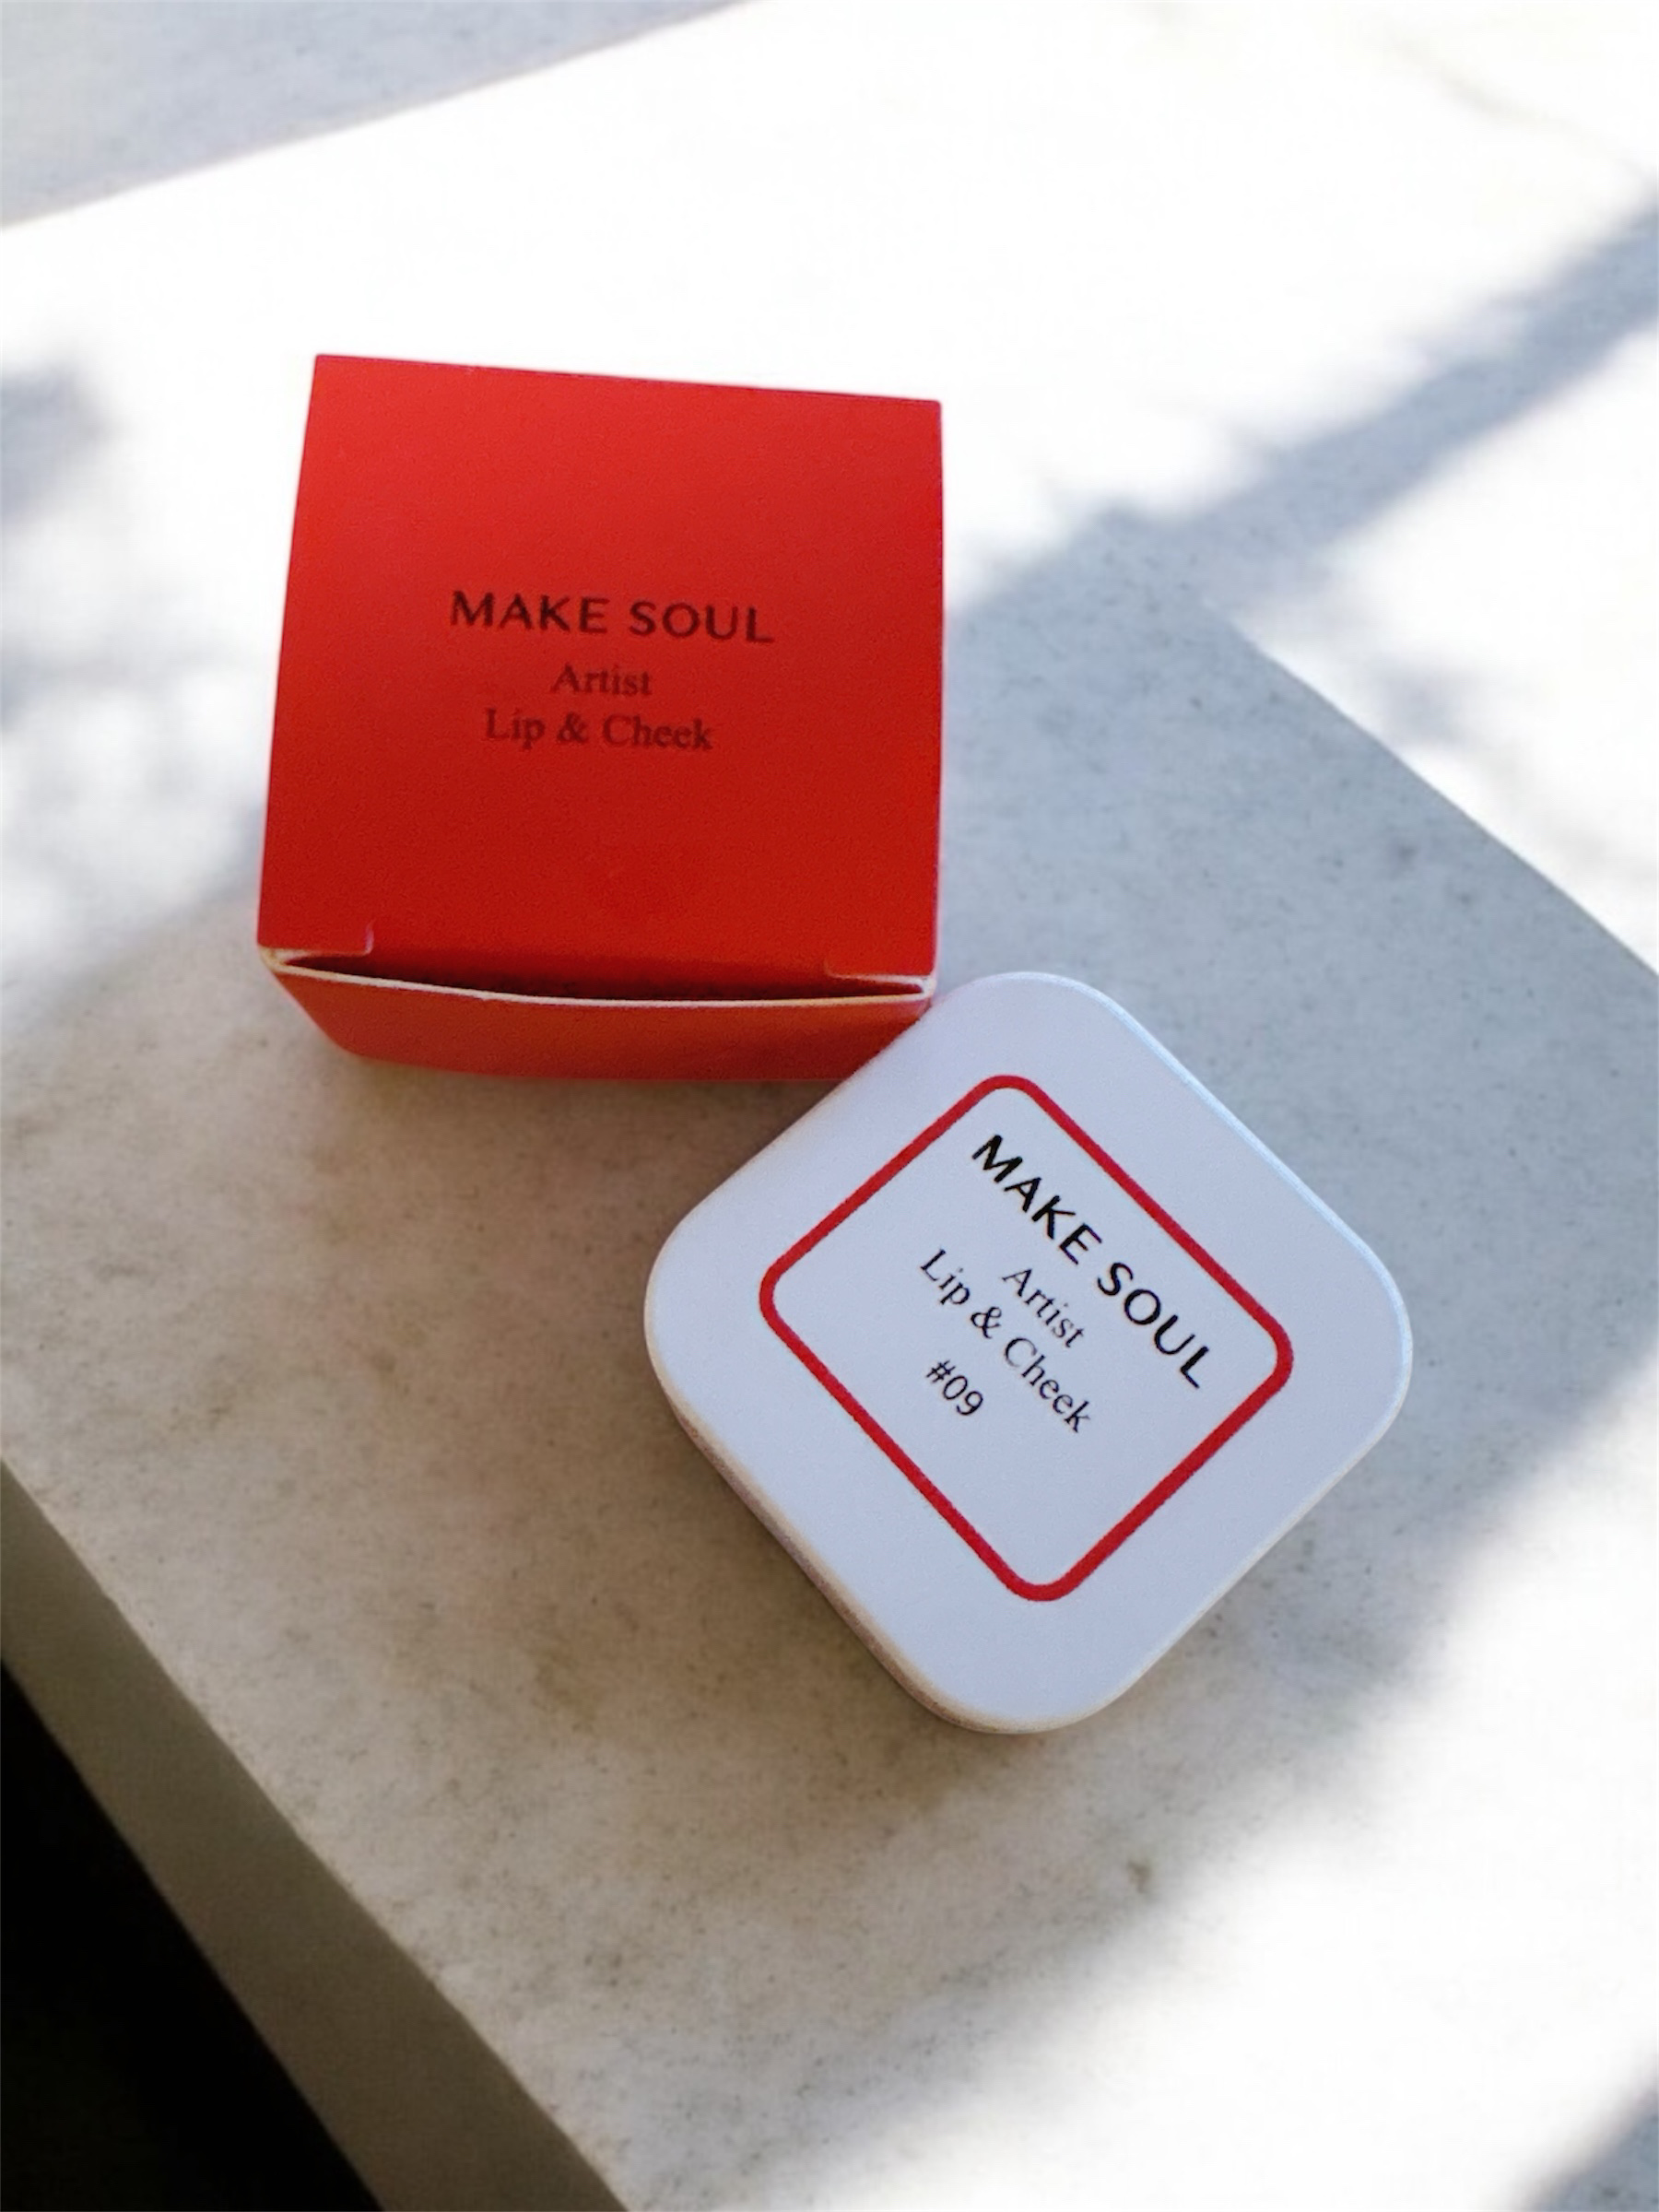 MAKE SOUL
Artist
Lip & Cheek
MAKE SOUL
Artist
Lip & Cheek
#09